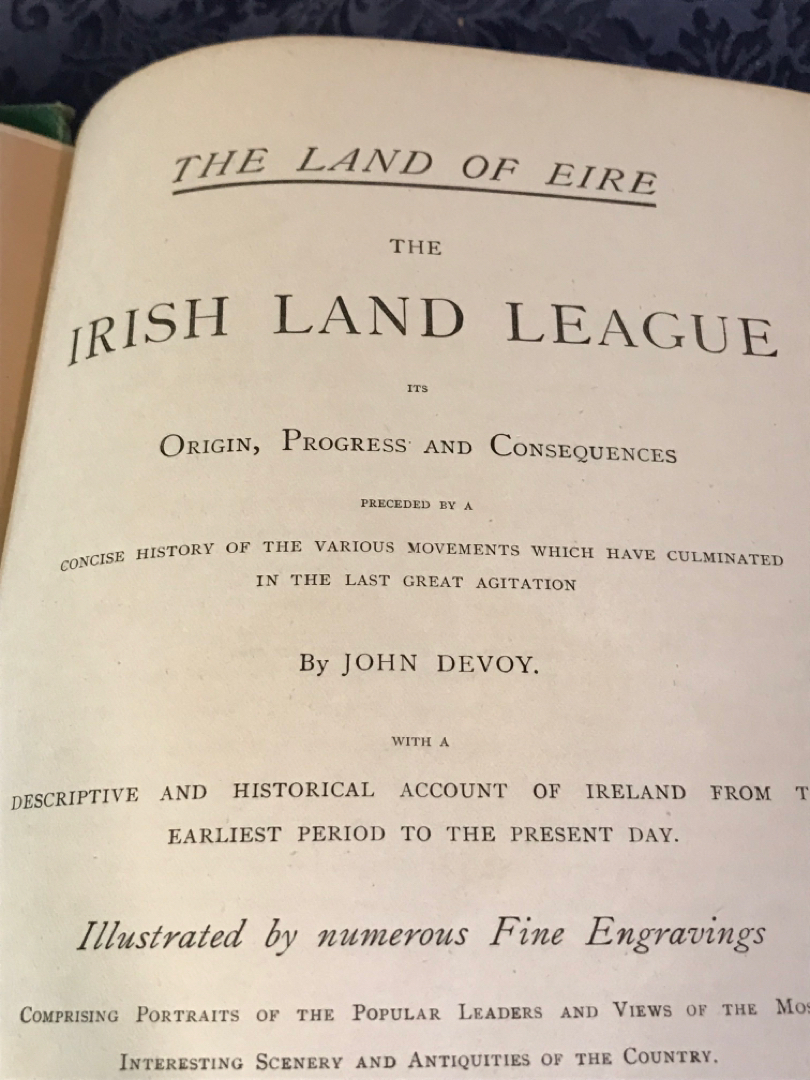 THE LAND OF EIRE
THE
IRISH LAND LEAGUE
ITS
ORIGIN, PROGRESS AND CONSEQUENCES
PRECEDED BY A
CONCISE HISTORY OF THE VARIOUS MOVEMENTS WHICH HAVE CULMINATED
IN THE LAST GREAT AGITATION
By JOHN DEVOY.
WITH A
DESCRIPTIVE AND HISTORICAL ACCOUNT OF IRELAND FROM
EARLIEST PERIOD TO THE PRESENT DAY.
Illustrated by numerous Fine Engravings
COMPRISING PORTRAITS OF THE POPULAR LEADERS AND VIEWS OF THE
INTERESTING SCENERY AND ANTIQUITIES OF THE COUNTRY.